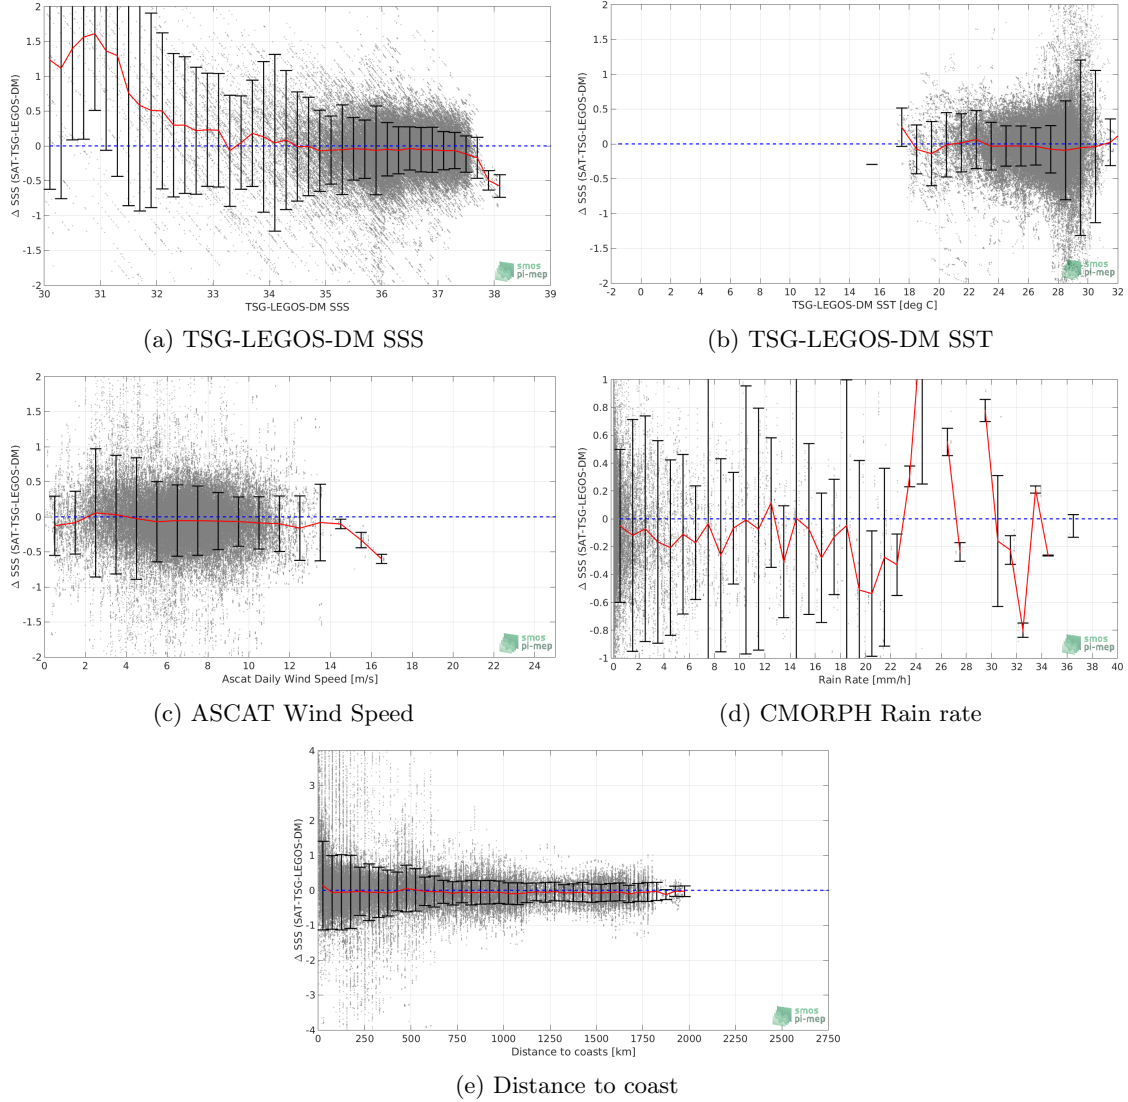 Δ SSS (SAT-TSG-LEGOS-DM)
2
1.5
1
0.5
0
-0.5
-1
-1.5
-2
30 31 32 33 34 35 36 37 38 39
TSG-LEGOS-DM SSS
smos
pi-mep
(a) TSG-LEGOS-DM SSS
Δ SSS (SAT-TSG-LEGOS-DM)
2
1.5
1
0.5
0
-0.5
-1
-1.5
-2
-2 0 2 4 6 8 10 12 14 16 18 20 22 24 26 28 30 32
TSG-LEGOS-DM SST [deg C]
smos
pi-mep
(b) TSG-LEGOS-DM SST
Δ SSS (SAT-TSG-LEGOS-DM)
2
1.5
1
0.5
0
-0.5
-1
-1.5
-2
0 2 4 6 8 10 12 14 16 18 20 22 24
Ascat Daily Wind Speed [m/s]
smos
pi-mep
(c) ASCAT Wind Speed
Δ SSS (SAT-TSG-LEGOS-DM)
1
0.8
0.6
0.4
0.2
0
-0.2
-0.4
-0.6
-0.8
-1
0 2 4 6 8 10 12 14 16 18 20 22 24 26 28 30 32 34 36 38 40
Rain Rate [mm/h]
smos
pi-mep
(d) CMORPH Rain rate
Δ SSS (SAT-TSG-LEGOS-DM)
4
3
2
1
0
-1
-2
-3
-4
0 250 500 750 1000 1250 1500 1750 2000 2250 2500 2750
Distance to coasts [km]
smos
pi-mep
(e) Distance to coast